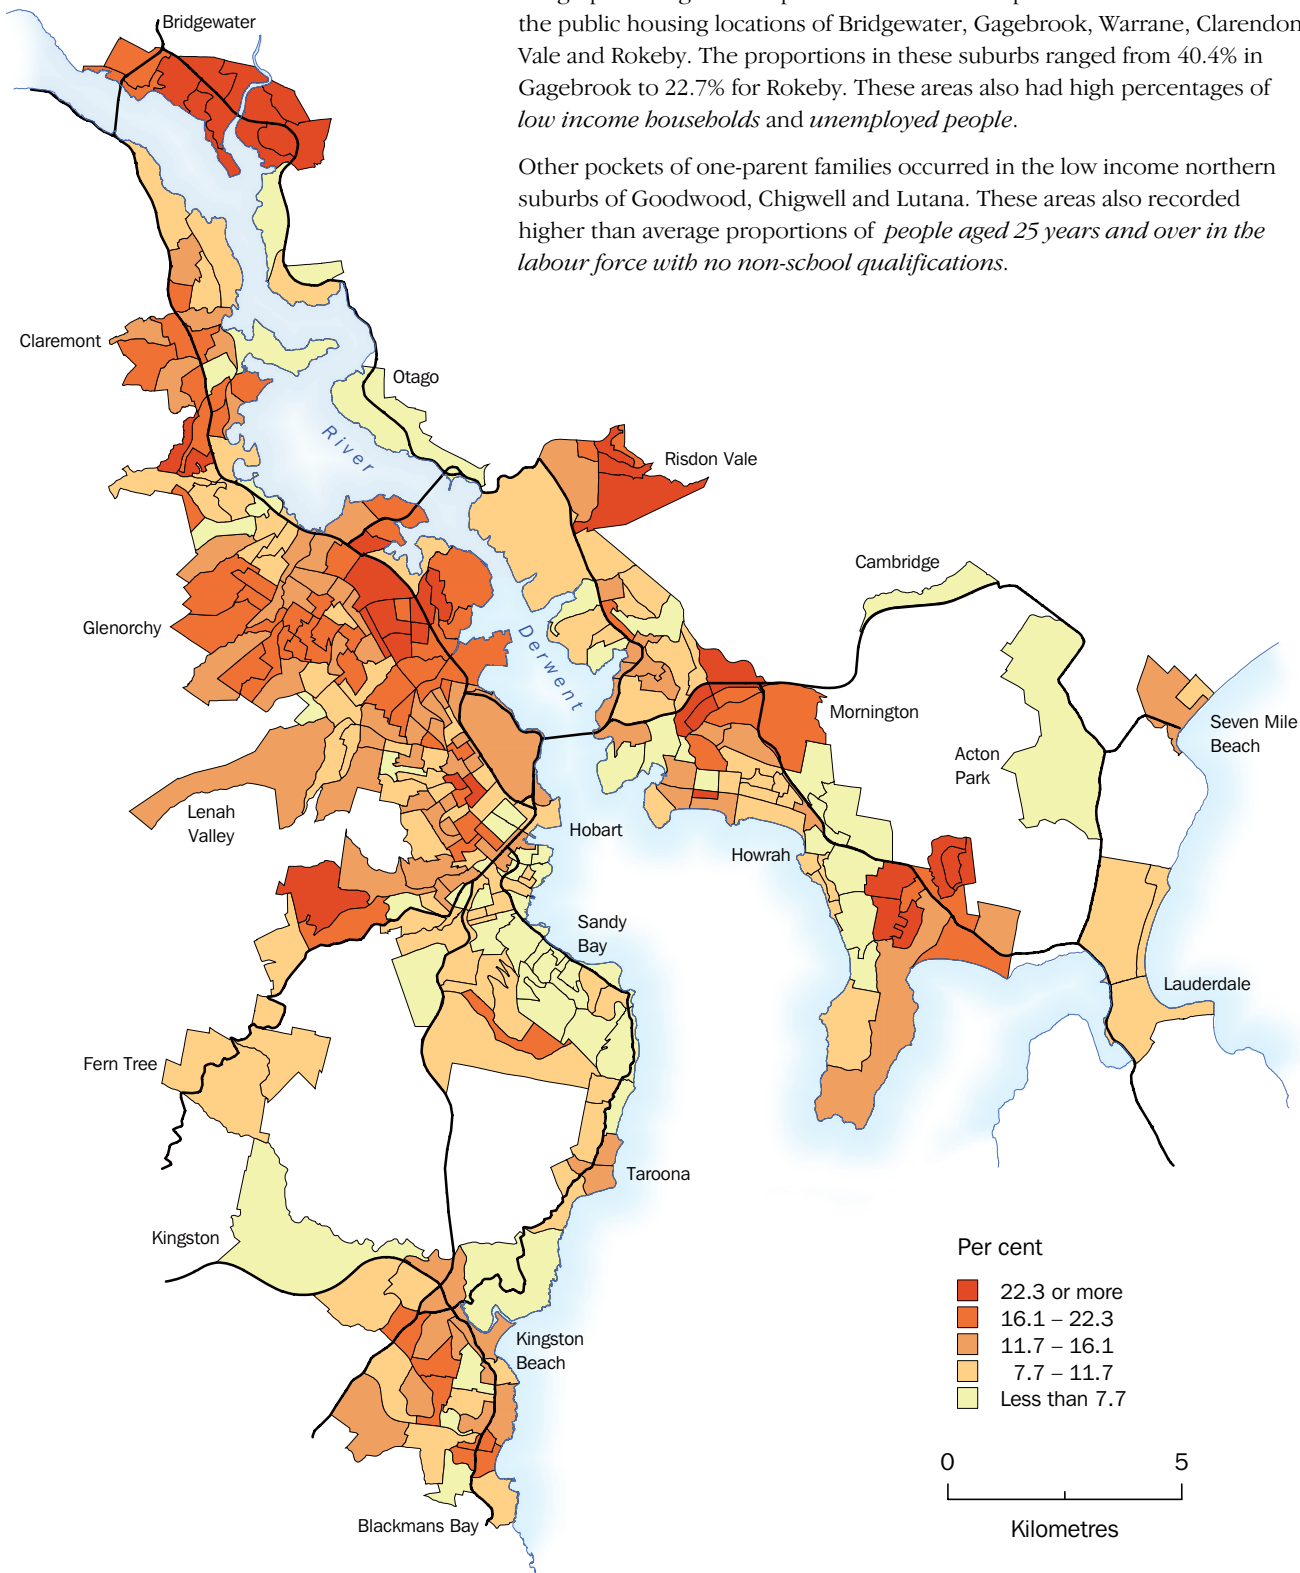 the public housing locations of Bridgewater, Gagebrook, Warrane, Clarendon
Vale and Rokeby. The proportions in these suburbs ranged from 40.4% in
Gagebrook to 22.7% for Rokeby. These areas also had high percentages of
low income households and unemployed people.
Other pockets of one-parent families occurred in the low income northern
suburbs of Goodwood, Chigwell and Lutana. These areas also recorded
higher than average proportions of people aged 25 years and over in the
labour force with no non-school qualifications.
Bridgewater
Claremont
Otago
River
Risdon Vale
Cambridge
Glenorchy
Derwent
Mornington
Seven Mile
Beach
Acton
Park
Lenah
Valley
Hobart
Howrah
Sandy
Bay
Lauderdale
Fern Tree
Taroona
Kingston
Kingston
Beach
Blackmans Bay
Per cent
22.3 or more
16.1 – 22.3
11.7 – 16.1
7.7 – 11.7
Less than 7.7
0 5
Kilometres